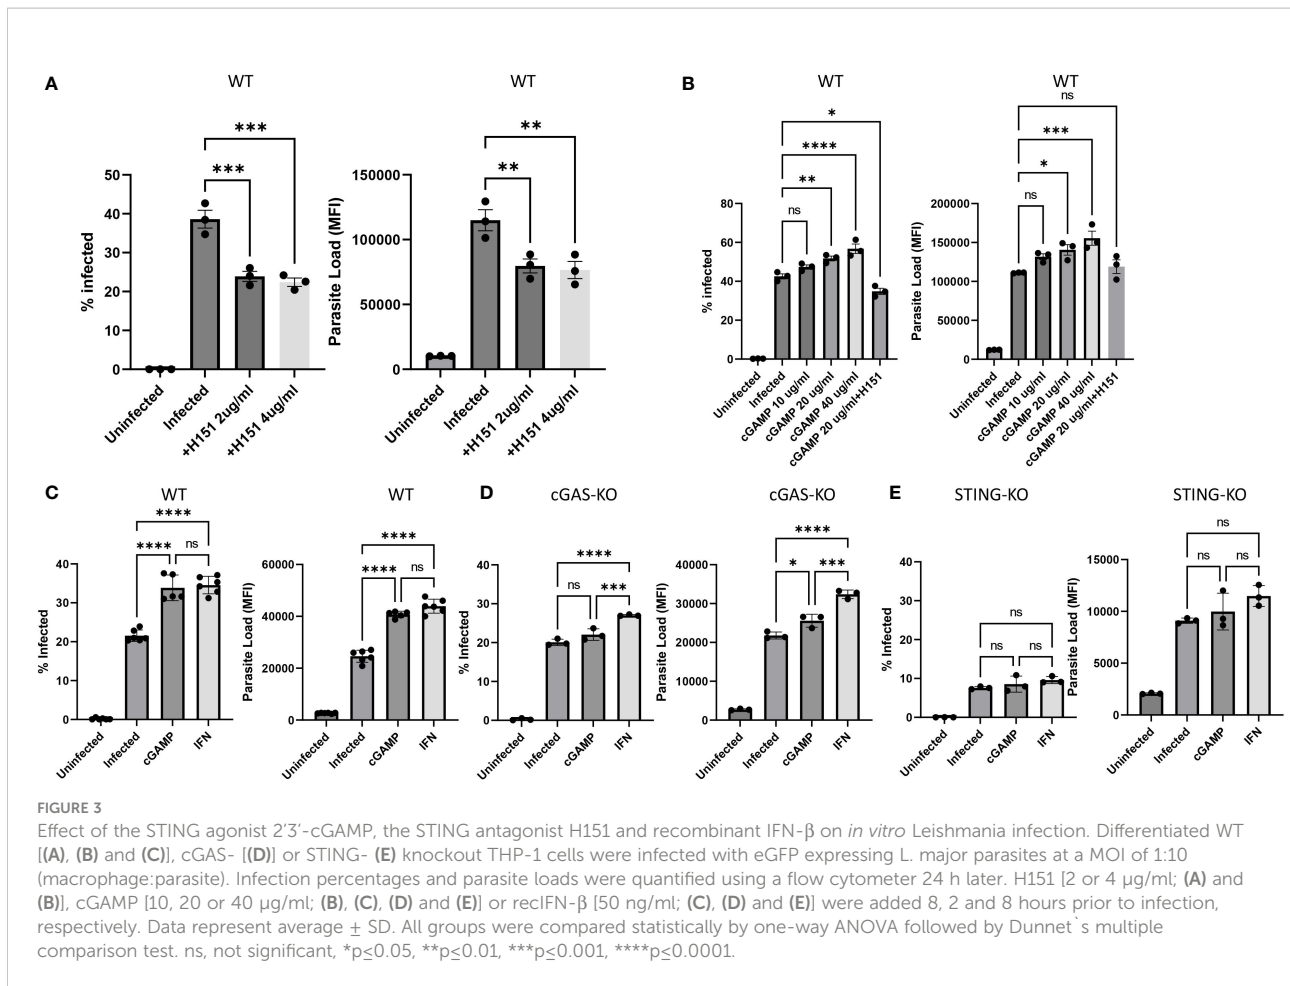 A
WT
WT
% infected
50
40
30
20
10
0
***
***
Uninfected
Infected
+H151 2ug/ml
+H151 4ug/ml
Parasite Load (MFI)
150000
100000
50000
0
**
**
Uninfected
Infected
+H151 2ug/ml
+H151 4ug/ml
B
WT
WT
% infected
80
60
40
20
0
*
****
**
ns
Uninfected
Infected
cGAMP 10 ug/ml
cGAMP 20 ug/ml
cGAMP 40 ug/ml
cGAMP 20 ug/ml+H151
Parasite Load (MFI)
200000
150000
100000
50000
0
ns
***
*
ns
Uninfected
Infected
cGAMP 10 ug/ml
cGAMP 20 ug/ml
cGAMP 40 ug/ml
cGAMP 20 ug/ml+H151
C
WT
WT
% Infected
40
30
20
10
0
****
****
ns
Uninfected
Infected
cGAMP
IFN
Parasite Load (MFI)
60000
40000
20000
0
****
****
ns
Uninfected
Infected
cGAMP
IFN
D
cGAS-KO
cGAS-KO
% Infected
40
30
20
10
0
****
ns
***
Uninfected
Infected
cGAMP
IFN
Parasite Load (MFI)
40000
30000
20000
10000
0
****
*
***
Uninfected
Infected
cGAMP
IFN
E
STING-KO
STING-KO
% Infected
40
30
20
10
0
ns
ns
ns
Uninfected
Infected
cGAMP
IFN
Parasite Load (MFI)
15000
10000
5000
0
ns
ns
ns
Uninfected
Infected
cGAMP
IFN
FIGURE 3
Effect of the STING agonist 2'3'-cGAMP, the STING antagonist H151 and recombinant IFN-β on in vitro Leishmania infection. Differentiated WT
[(A), (B) and (C)], cGAS- [(D)] or STING- (E) knockout THP-1 cells were infected with eGFP expressing L. major parasites at a MOI of 1:10
(macrophage:parasite). Infection percentages and parasite loads were quantified using a flow cytometer 24 h later. H151 [2 or 4 µg/ml; (A) and
(B)], cGAMP [10, 20 or 40 µg/ml; (B), (C), (D) and (E)] or recIFN-β [50 ng/ml; (C), (D) and (E)] were added 8, 2 and 8 hours prior to infection,
respectively. Data represent average ± SD. All groups were compared statistically by one-way ANOVA followed by Dunnet`s multiple
comparison test. ns, not significant, *p≤0.05, **p≤0.01, ***p≤0.001, ****p≤0.0001.